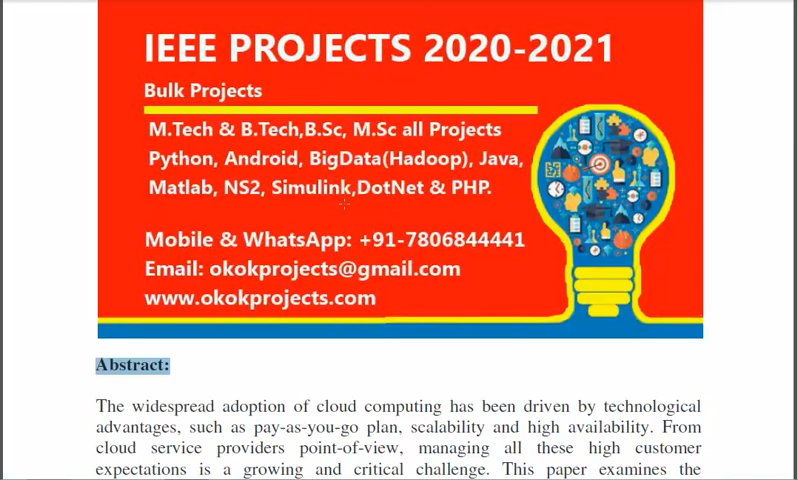 IEEE PROJECTS 2020-2021
Bulk Projects
M.Tech & B.Tech,B.Sc, M.Sc all Projects
Python, Android, BigData(Hadoop), Java,
Matlab, NS2, Simulink,DotNet & PHP.
Mobile & WhatsApp: +91-7806844441
Email: okokprojects@gmail.com
www.okokprojects.com
Abstract:
The widespread adoption of cloud computing has been driven by technological
advantages, such as pay-as-you-go plan, scalability and high availability. From
cloud service providers point-of-view, managing all these high customer
expectations is a growing and critical challenge. This paper examines the